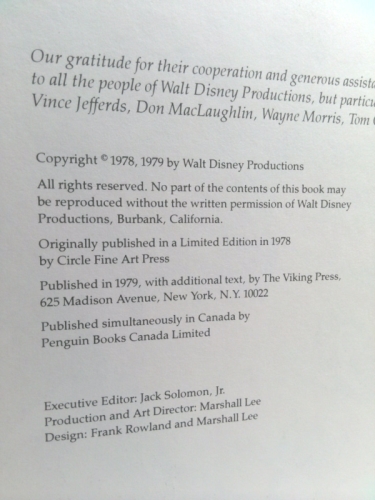 Our gratitude for their cooperation and generous
to all the people of Walt Disney Productions, but
Vince Jefferds, Don MacLaughlin, Wayne Morris, Tom
Copyright © 1978, 1979 by Walt Disney Productions
All rights reserved. No part of the contents of this book may
be reproduced without the written permission of Walt Disney
Productions, Burbank, California.
Originally published in a Limited Edition in 1978
by Circle Fine Art Press
Published in 1979, with additional text, by The Viking Press,
625 Madison Avenue, New York, N.Y. 10022
Published simultaneously in Canada by
Penguin Books Canada Limited
Executive Editor: Jack Solomon, Jr.
Production and Art Director: Marshall Lee
Design: Frank Rowland and Marshall Lee